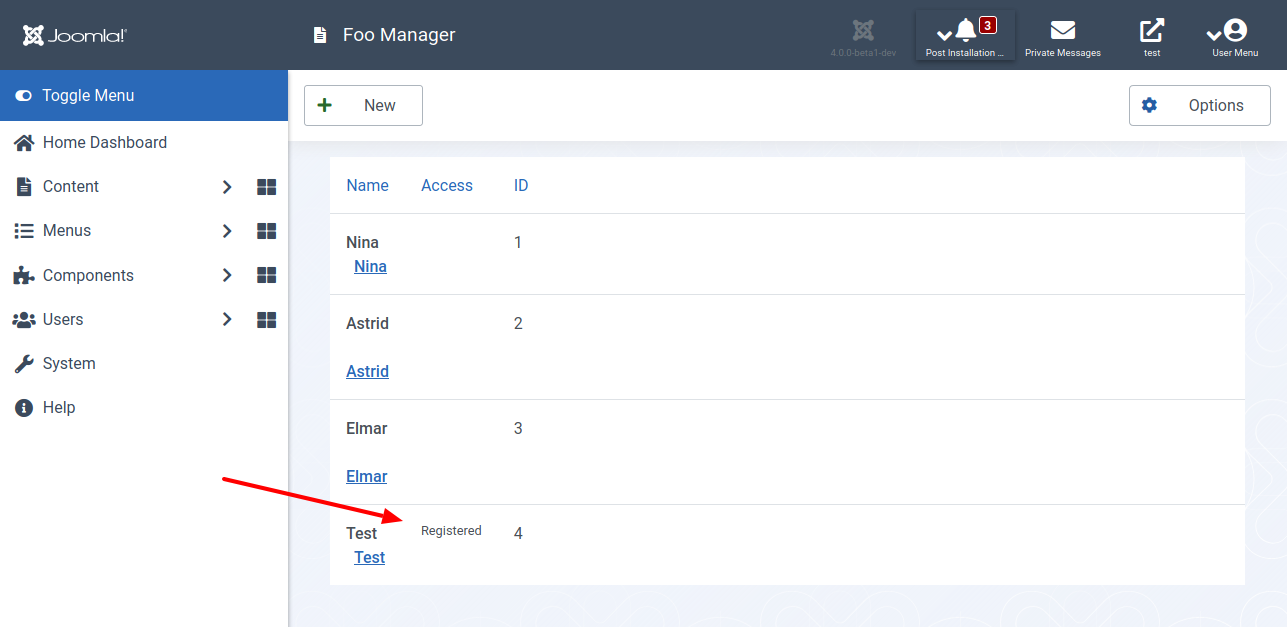 Joomla!®
Foo Manager
4.0.0-beta1-dev
3
Post Installation ...
Private Messages
test
User Menu
Toggle Menu
Home Dashboard
Content
Menus
Components
Users
System
Help
New
Options
Name Access ID
Nina 1
Nina
Astrid 2
Astrid
Elmar 3
Elmar
Test Registered 4
Test